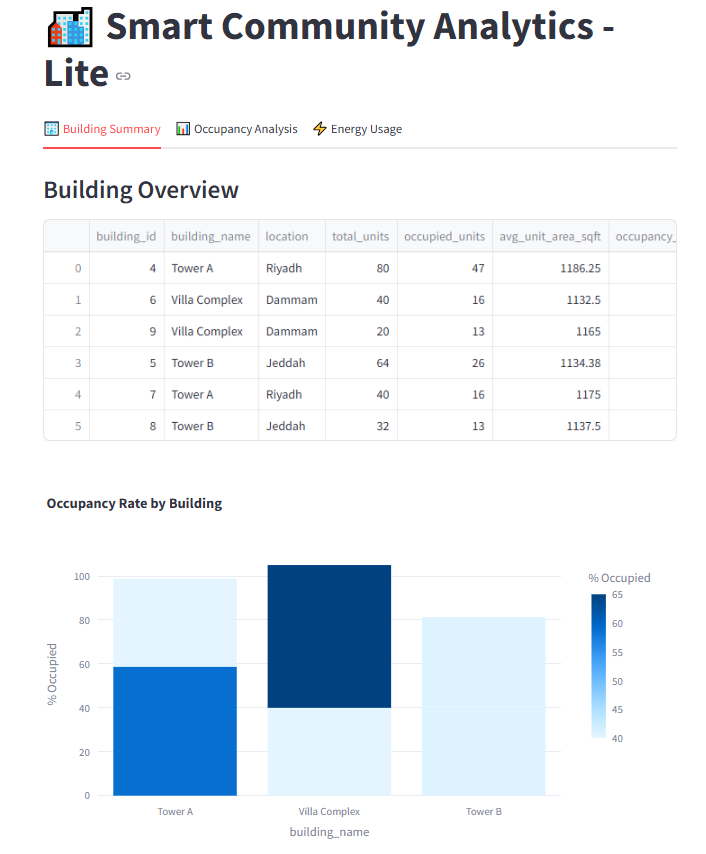 Smart Community Analytics -
Lite
Building Summary Occupancy Analysis Energy Usage
Building Overview
building_id building_name location total_units occupied_units avg_unit_area_sqft occupancy_
0 4 Tower A Riyadh 80 47 1186.25
1 6 Villa Complex Dammam 40 16 1132.5
2 9 Villa Complex Dammam 20 13 1165
3 5 Tower B Jeddah 64 26 1134.38
4 7 Tower A Riyadh 40 16 1175
5 8 Tower B Jeddah 32 13 1137.5
Occupancy Rate by Building
% Occupied
100
80
60
40
20
0
Tower A Villa Complex Tower B
building_name
% Occupied
65
60
55
50
45
40